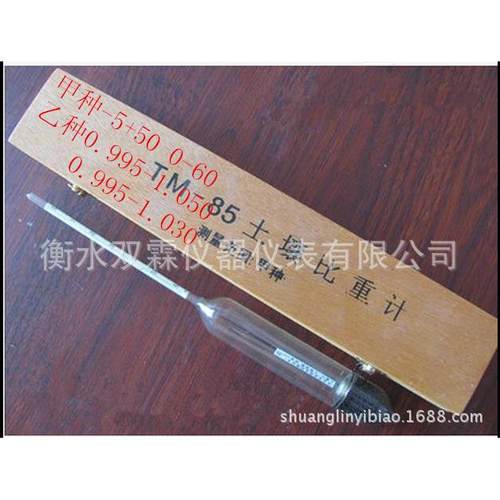 甲种-5+50 0-60
乙种0.995-1.050
0.995-1.030
TM-85 土壤比重计
甲种
衡水双霖仪器仪表有限公司
shuanglinyibiao.1688.com